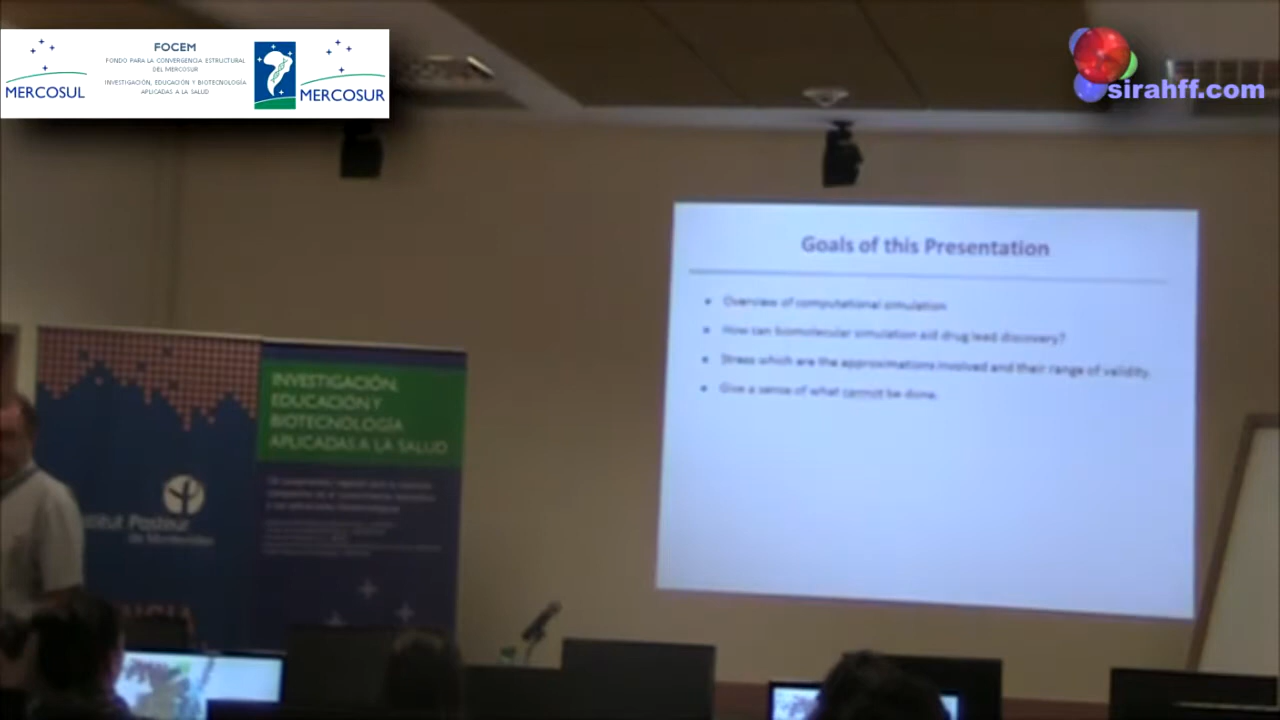 FOCEM
FONDO PARA LA CONVERGENCIA ESTRUCTURAL
DEL MERCOSUR
INVESTIGACIÓN, EDUCACIÓN Y BIOTECNOLOGÍA
APLICADAS A LA SALUD
MERCOSUL
MERCOSUR
sirahff.com
Goals of this Presentation
• Overview of computational simulation
• How can biomolecular simulation aid drug lead discovery?
• Stress which are the approximations involved and their range of validity.
• Give a sense of what cannot be done.
INVESTIGACIÓN,
EDUCACIÓN Y
BIOTECNOLOGÍA
APLICADAS A LA SALUD
stitut Pasteur
de Montevideo